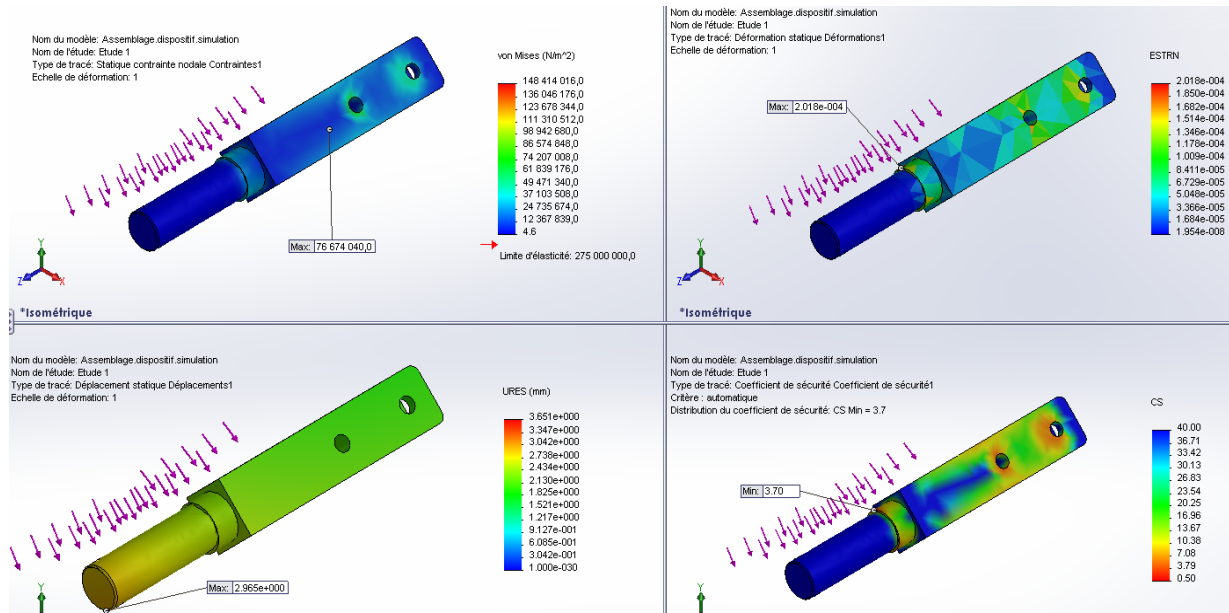 Nom du modèle: Assemblage.dispositif.simulation
Nom de l'étude: Etude 1
Type de tracé: Statique contrainte nodale Contraintes1
Echelle de déformation: 1
von Mises (N/m^2)
148 414 016,0
136 046 176,0
123 678 344,0
111 310 512,0
98 942 680,0
86 574 848,0
74 207 008,0
61 839 176,0
49 471 340,0
37 103 508,0
24 735 674,0
12 367 839,0
4.6
Limite d'élasticité: 275 000 000,0
Max: 76 674 040,0
Y
Z
X
*Isométrique
Nom du modèle: Assemblage.dispositif.simulation
Nom de l'étude: Etude 1
Type de tracé: Déformation statique Déformations1
Echelle de déformation: 1
ESTRN
2.018e-004
1.850e-004
1.682e-004
1.514e-004
1.346e-004
1.178e-004
1.009e-004
8.411e-005
6.729e-005
5.048e-005
3.366e-005
1.684e-005
1.954e-008
Max: 2.018e-004
Y
Z
X
*Isométrique
Nom du modèle: Assemblage.dispositif.simulation
Nom de l'étude: Etude 1
Type de tracé: Déplacement statique Déplacements1
Echelle de déformation: 1
URES (mm)
3.651e+000
3.347e+000
3.042e+000
2.738e+000
2.434e+000
2.130e+000
1.825e+000
1.521e+000
1.217e+000
9.127e-001
6.085e-001
3.042e-001
1.000e-030
Max: 2.965e+000
Y
Nom du modèle: Assemblage.dispositif.simulation
Nom de l'étude: Etude 1
Type de tracé: Coefficient de sécurité Coefficient de sécurité1
Critère : automatique
Distribution du coefficient de sécurité: CS Min = 3.7
CS
40.00
36.71
33.42
30.13
26.83
23.54
20.25
16.96
13.67
10.38
7.08
3.79
0.50
Min: 3.70
Y